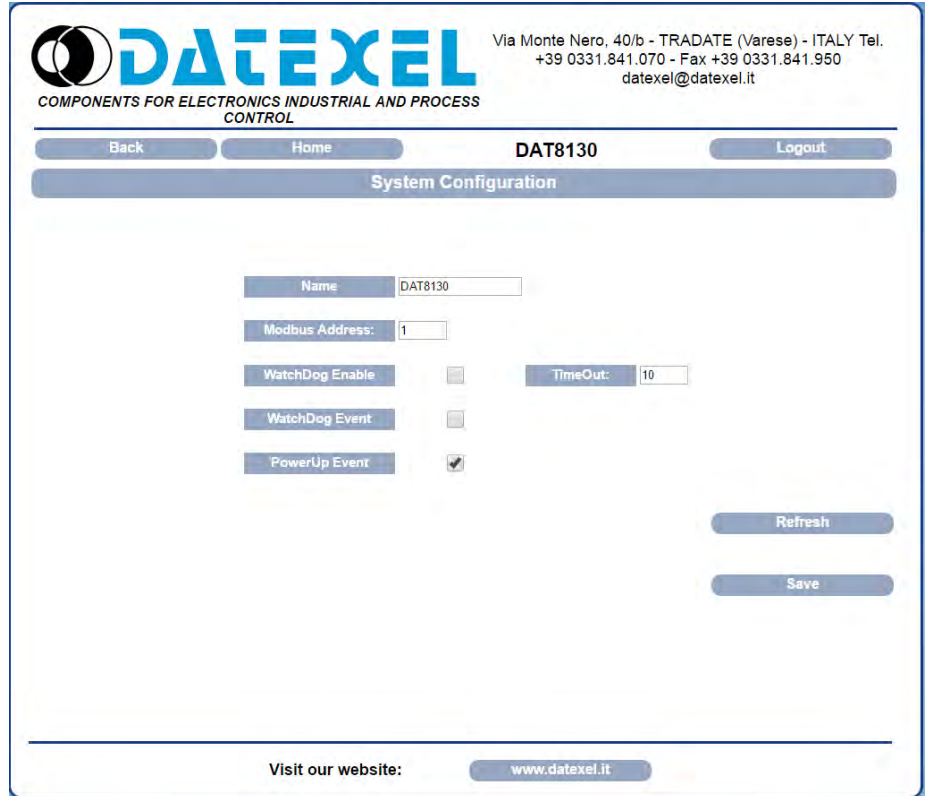 DATEXEL
COMPONENTS FOR ELECTRONICS INDUSTRIAL AND PROCESS
CONTROL
Via Monte Nero, 40/b - TRADATE (Varese) - ITALY Tel.
+39 0331.841.070 - Fax +39 0331.841.950
datexel@datexel.it
Back Home DAT8130 Logout
System Configuration
Name DAT8130
Modbus Address: 1
WatchDog Enable TimeOut: 10
WatchDog Event
PowerUp Event
Refresh
Save
Visit our website: www.datexel.it